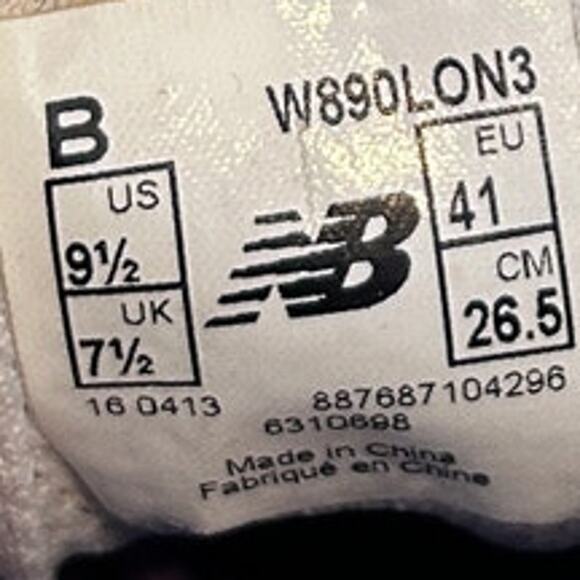 W890LON3
B
US
9½
UK
7½
EU
41
CM
26.5
16 0413
887687104296
6310698
Made in China
Fabriqué en Chine